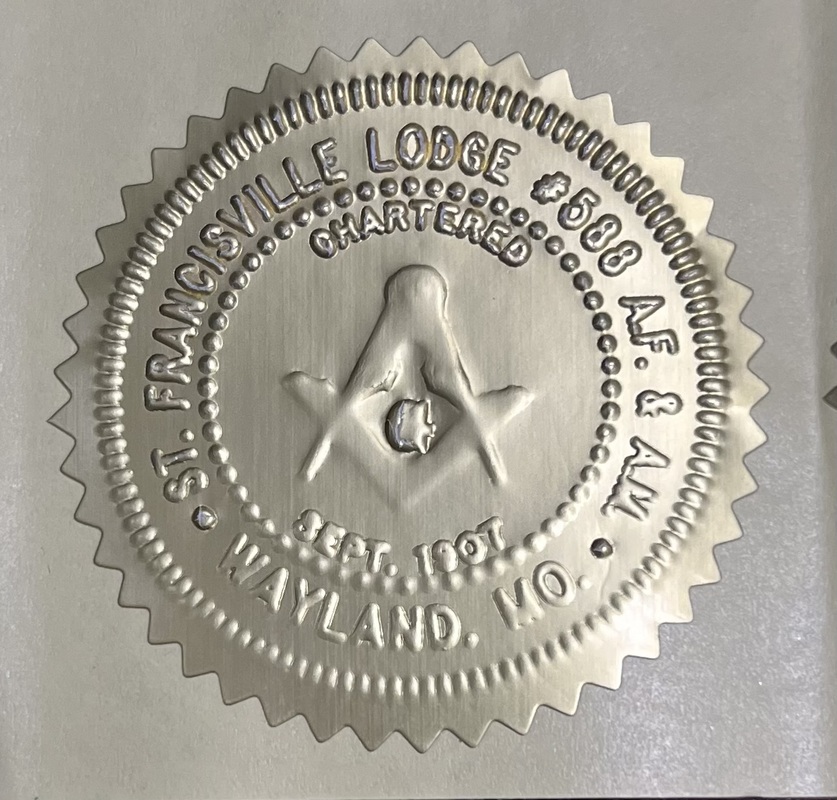 ST. FRANCISVILLE LODGE #588 A.F. & A.M.
CHARTERED
G
SEPT. 1907
WAYLAND, MO.